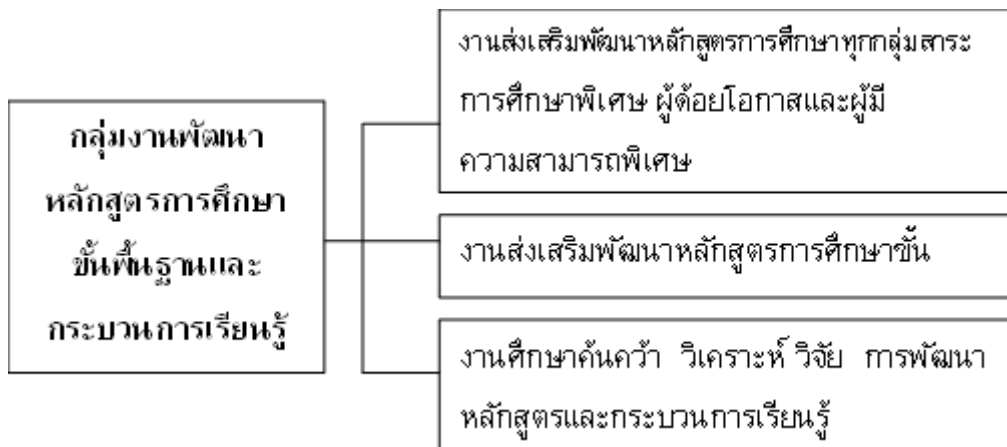 กลุ่มงานพัฒนา
หลักสูตรการศึกษา
ขั้นพื้นฐานและ
กระบวนการเรียนรู้
งานส่งเสริมพัฒนาหลักสูตรการศึกษาทุกกลุ่มสาระ
การศึกษาพิเศษ ผู้ด้อยโอกาสและผู้มี
ความสามารถพิเศษ
งานส่งเสริมพัฒนาหลักสูตรการศึกษาขั้น
งานศึกษาค้นคว้า วิเคราะห์ วิจัย การพัฒนา
หลักสูตรและกระบวนการเรียนรู้